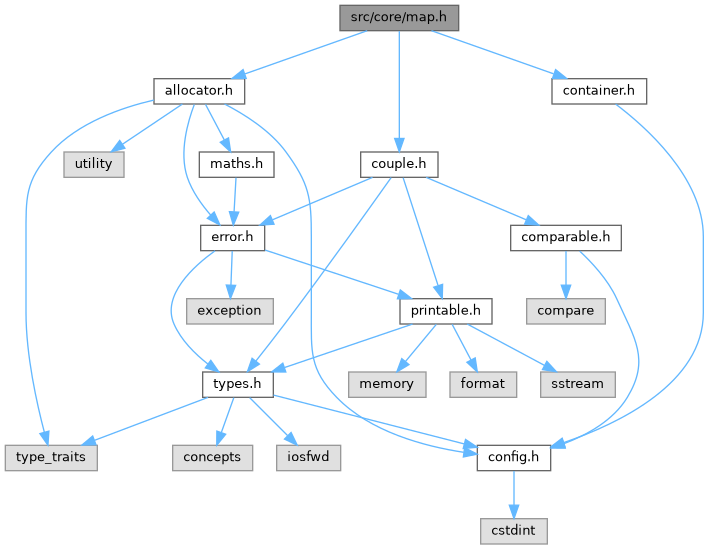 src/core/map.h
allocator.h
container.h
utility
maths.h
couple.h
error.h
comparable.h
exception
printable.h
compare
types.h
memory
format
sstream
type_traits
concepts
iosfwd
config.h
cstdint